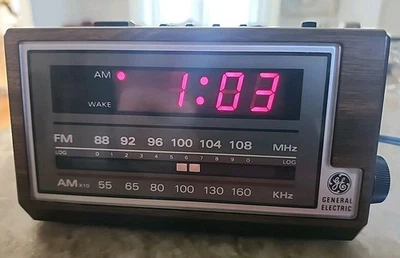 AM 1:03
WAKE
FM 88 92 96 100 104 108 MHz
LOG 0 1 2 3 4 5 6 7 8 9 0 LOG
AM x10 55 65 80 100 130 160 KHz
GE
GENERAL
ELECTRIC